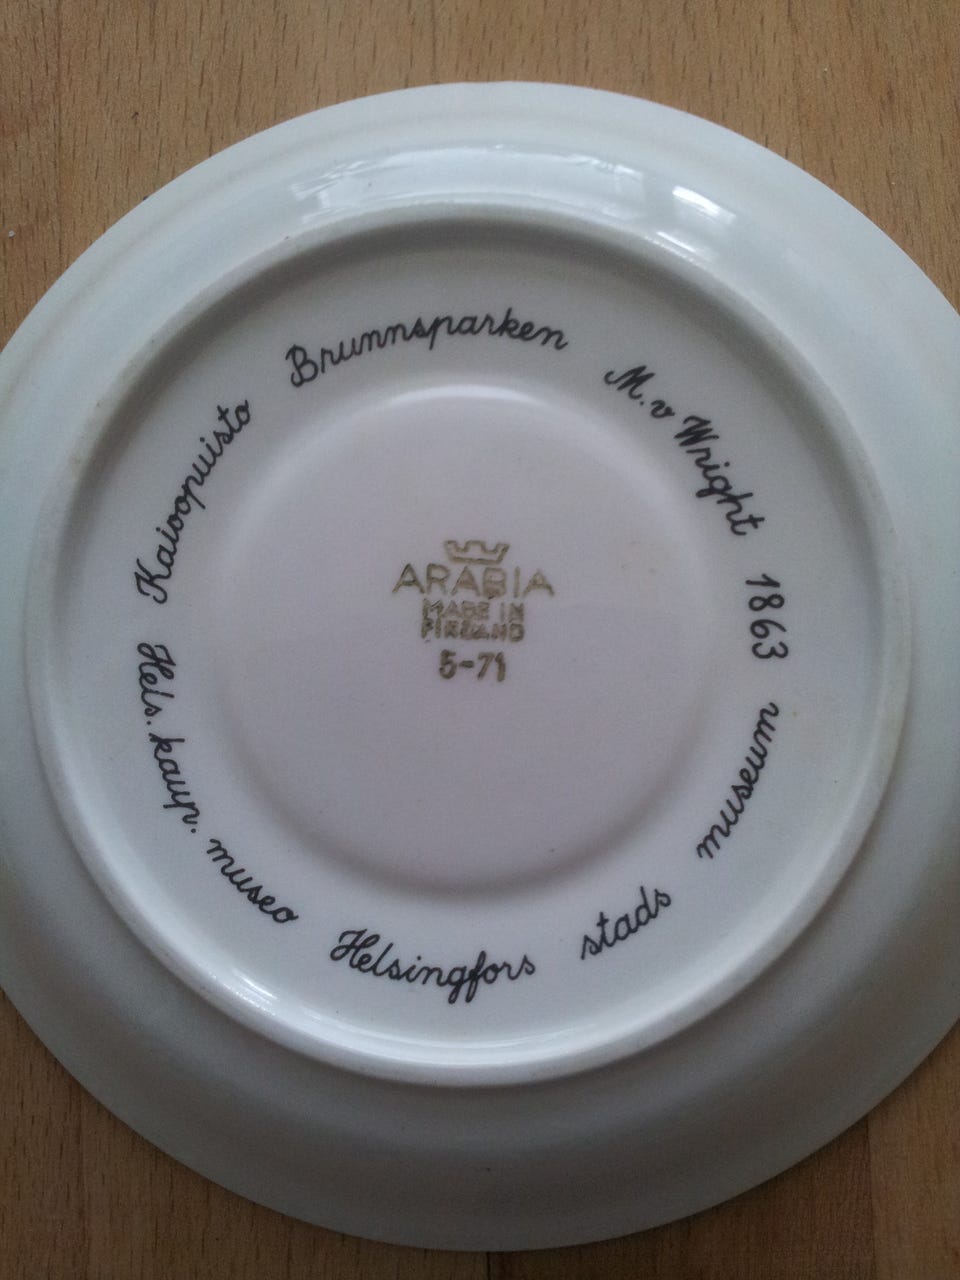 Kaivopuisto Brunnsparken M. v Wright 1863
Hels. kaup. museo Helsingfors stads museum
ARABIA
MADE IN
FINLAND
5-71